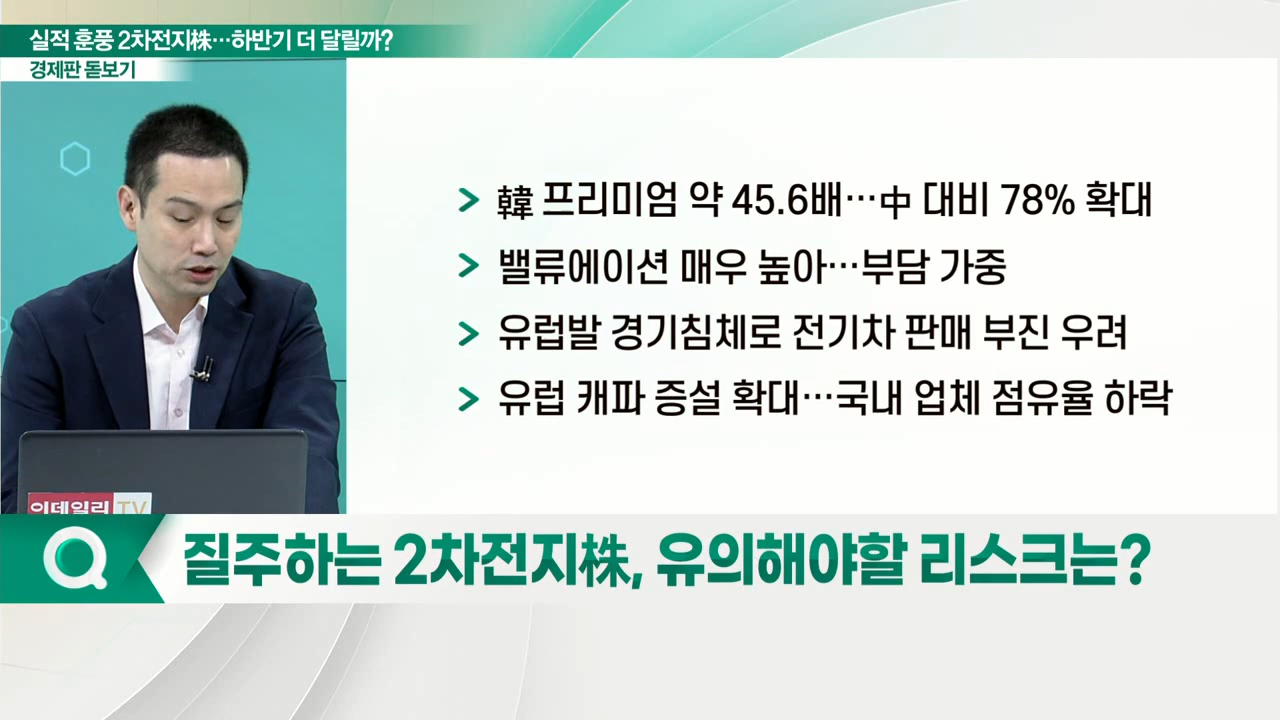 실적 훈풍 2차전지株…하반기 더 달릴까?
경제판 돋보기
> 韓 프리미엄 약 45.6배…中 대비 78% 확대
> 밸류에이션 매우 높아…부담 가중
> 유럽발 경기침체로 전기차 판매 부진 우려
> 유럽 캐파 증설 확대…국내 업체 점유율 하락
이데일리 TV
Q 질주하는 2차전지株, 유의해야할 리스크는?